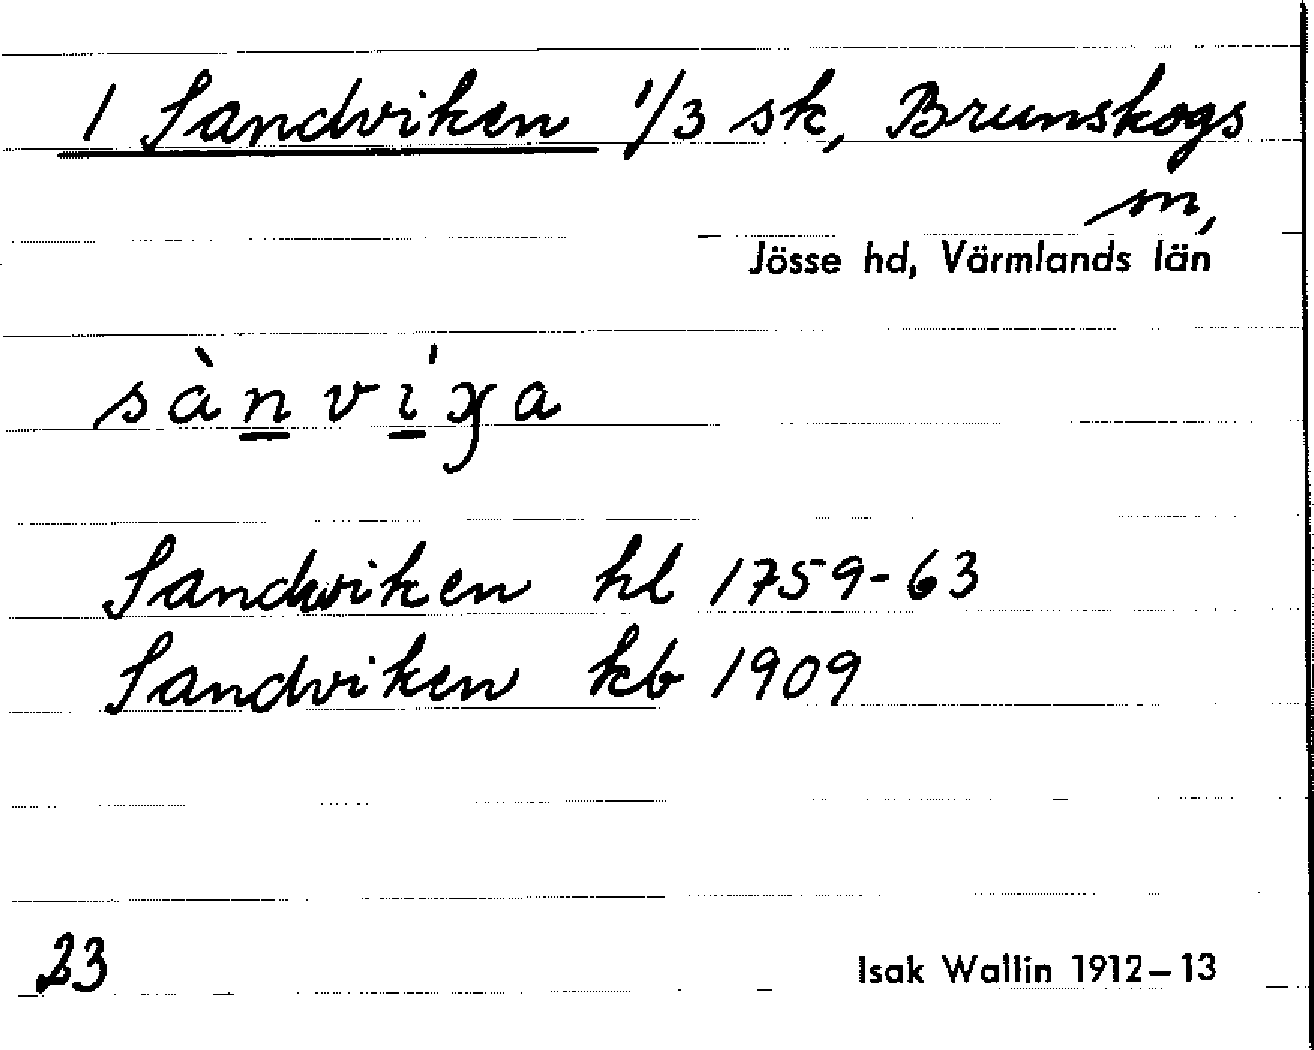 1 Sandviken 1/3 sk, Brunskogs
sn,
Jösse hd, Värmlands län
Sandviken hl 1759-63
Sandviken kb 1909
23
Isak Wallin 1912–13